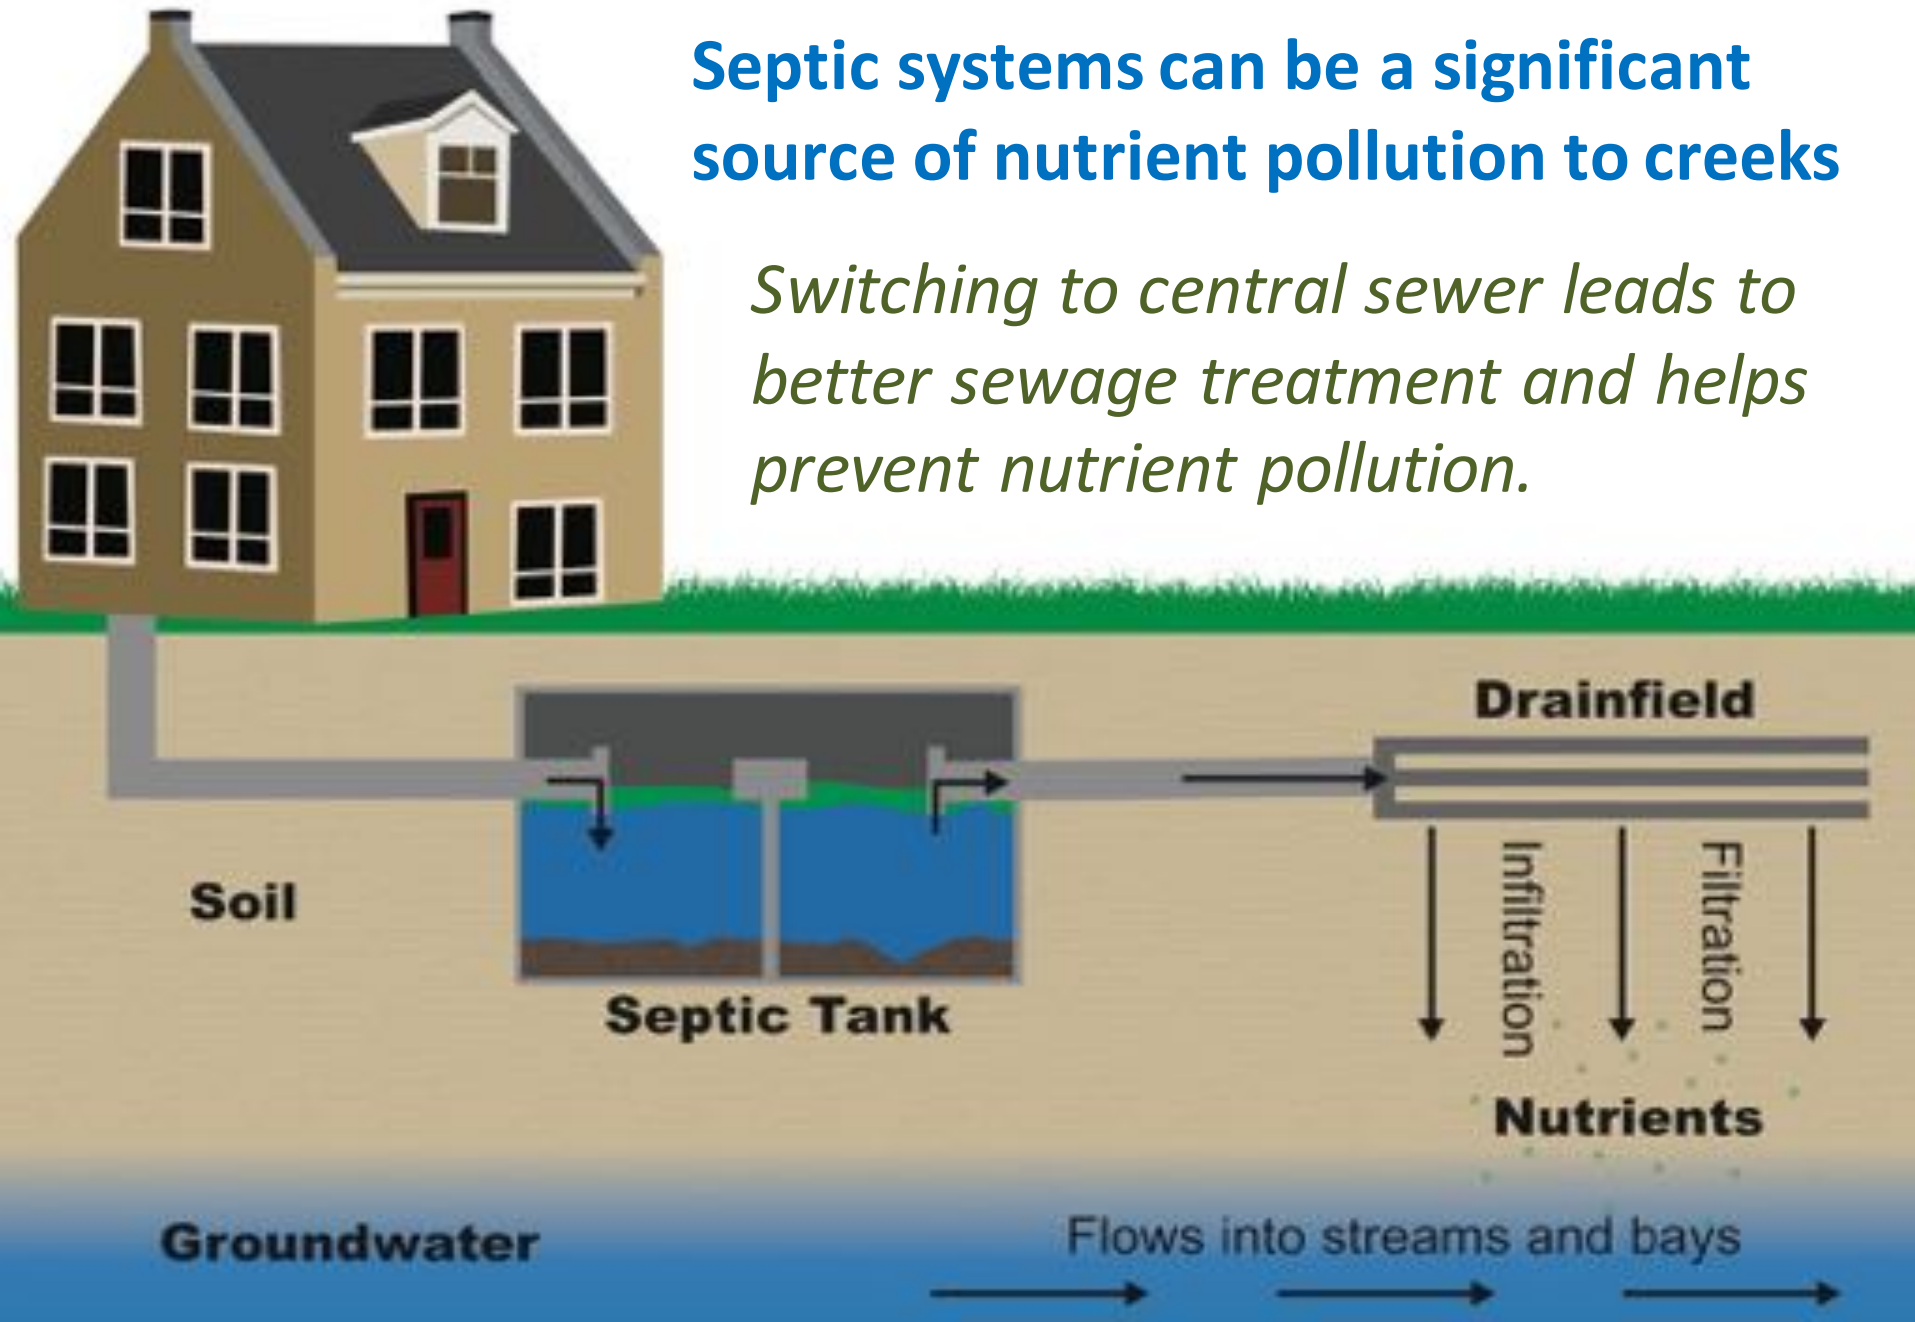 Septic systems can be a significant
source of nutrient pollution to creeks
Switching to central sewer leads to
better sewage treatment and helps
prevent nutrient pollution.
Drainfield
Soil
Septic Tank
Infiltration
Filtration
Nutrients
Groundwater
Flows into streams and bays